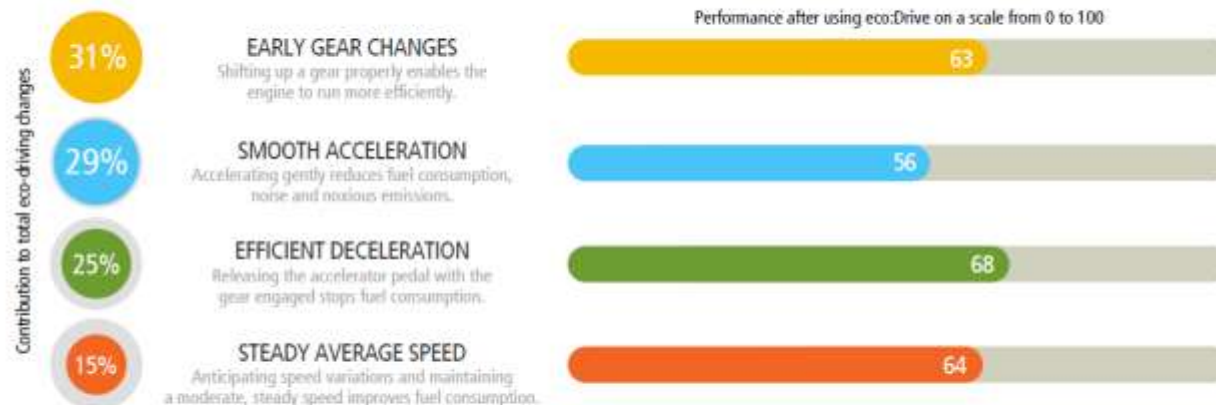 Performance after using eco:Drive on a scale from 0 to 100
Contribution to total eco-driving changes
31%
EARLY GEAR CHANGES
Shifting up a gear properly enables the
engine to run more efficiently.
63
29%
SMOOTH ACCELERATION
Accelerating gently reduces fuel consumption,
noise and noxious emissions.
56
25%
EFFICIENT DECELERATION
Releasing the accelerator pedal with the
gear engaged stops fuel consumption.
68
15%
STEADY AVERAGE SPEED
Anticipating speed variations and maintaining
a moderate, steady speed improves fuel consumption.
64